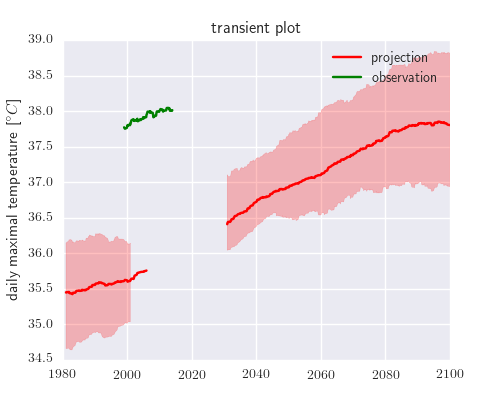 transient plot
39.0
38.5
38.0
37.5
37.0
36.5
36.0
35.5
35.0
34.5
daily maximal temperature [°C]
projection
observation
1980 2000 2020 2040 2060 2080 2100